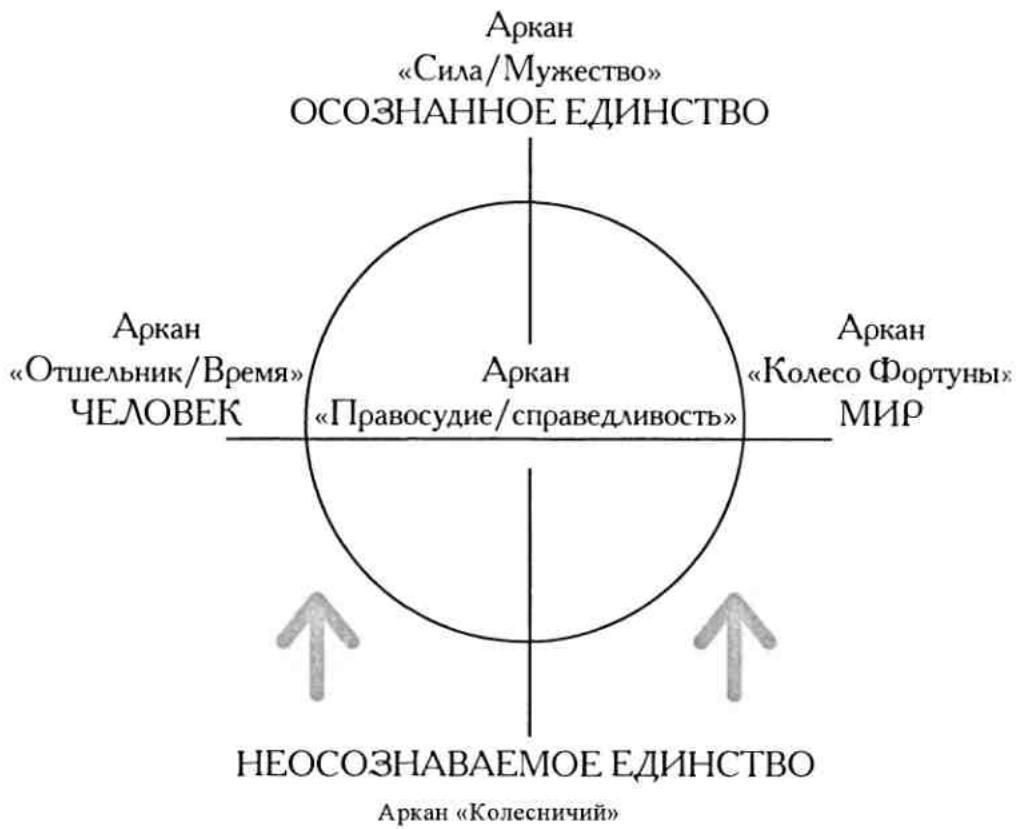 Аркан
«Сила/Мужество»
ОСОЗНАННОЕ ЕДИНСТВО
Аркан
«Отшельник/Время»
ЧЕЛОВЕК
Аркан
«Правосудие/справедливость»
Аркан
«Колесо Фортуны»
МИР
НЕОСОЗНАВАЕМОЕ ЕДИНСТВО
Аркан «Колесничий»